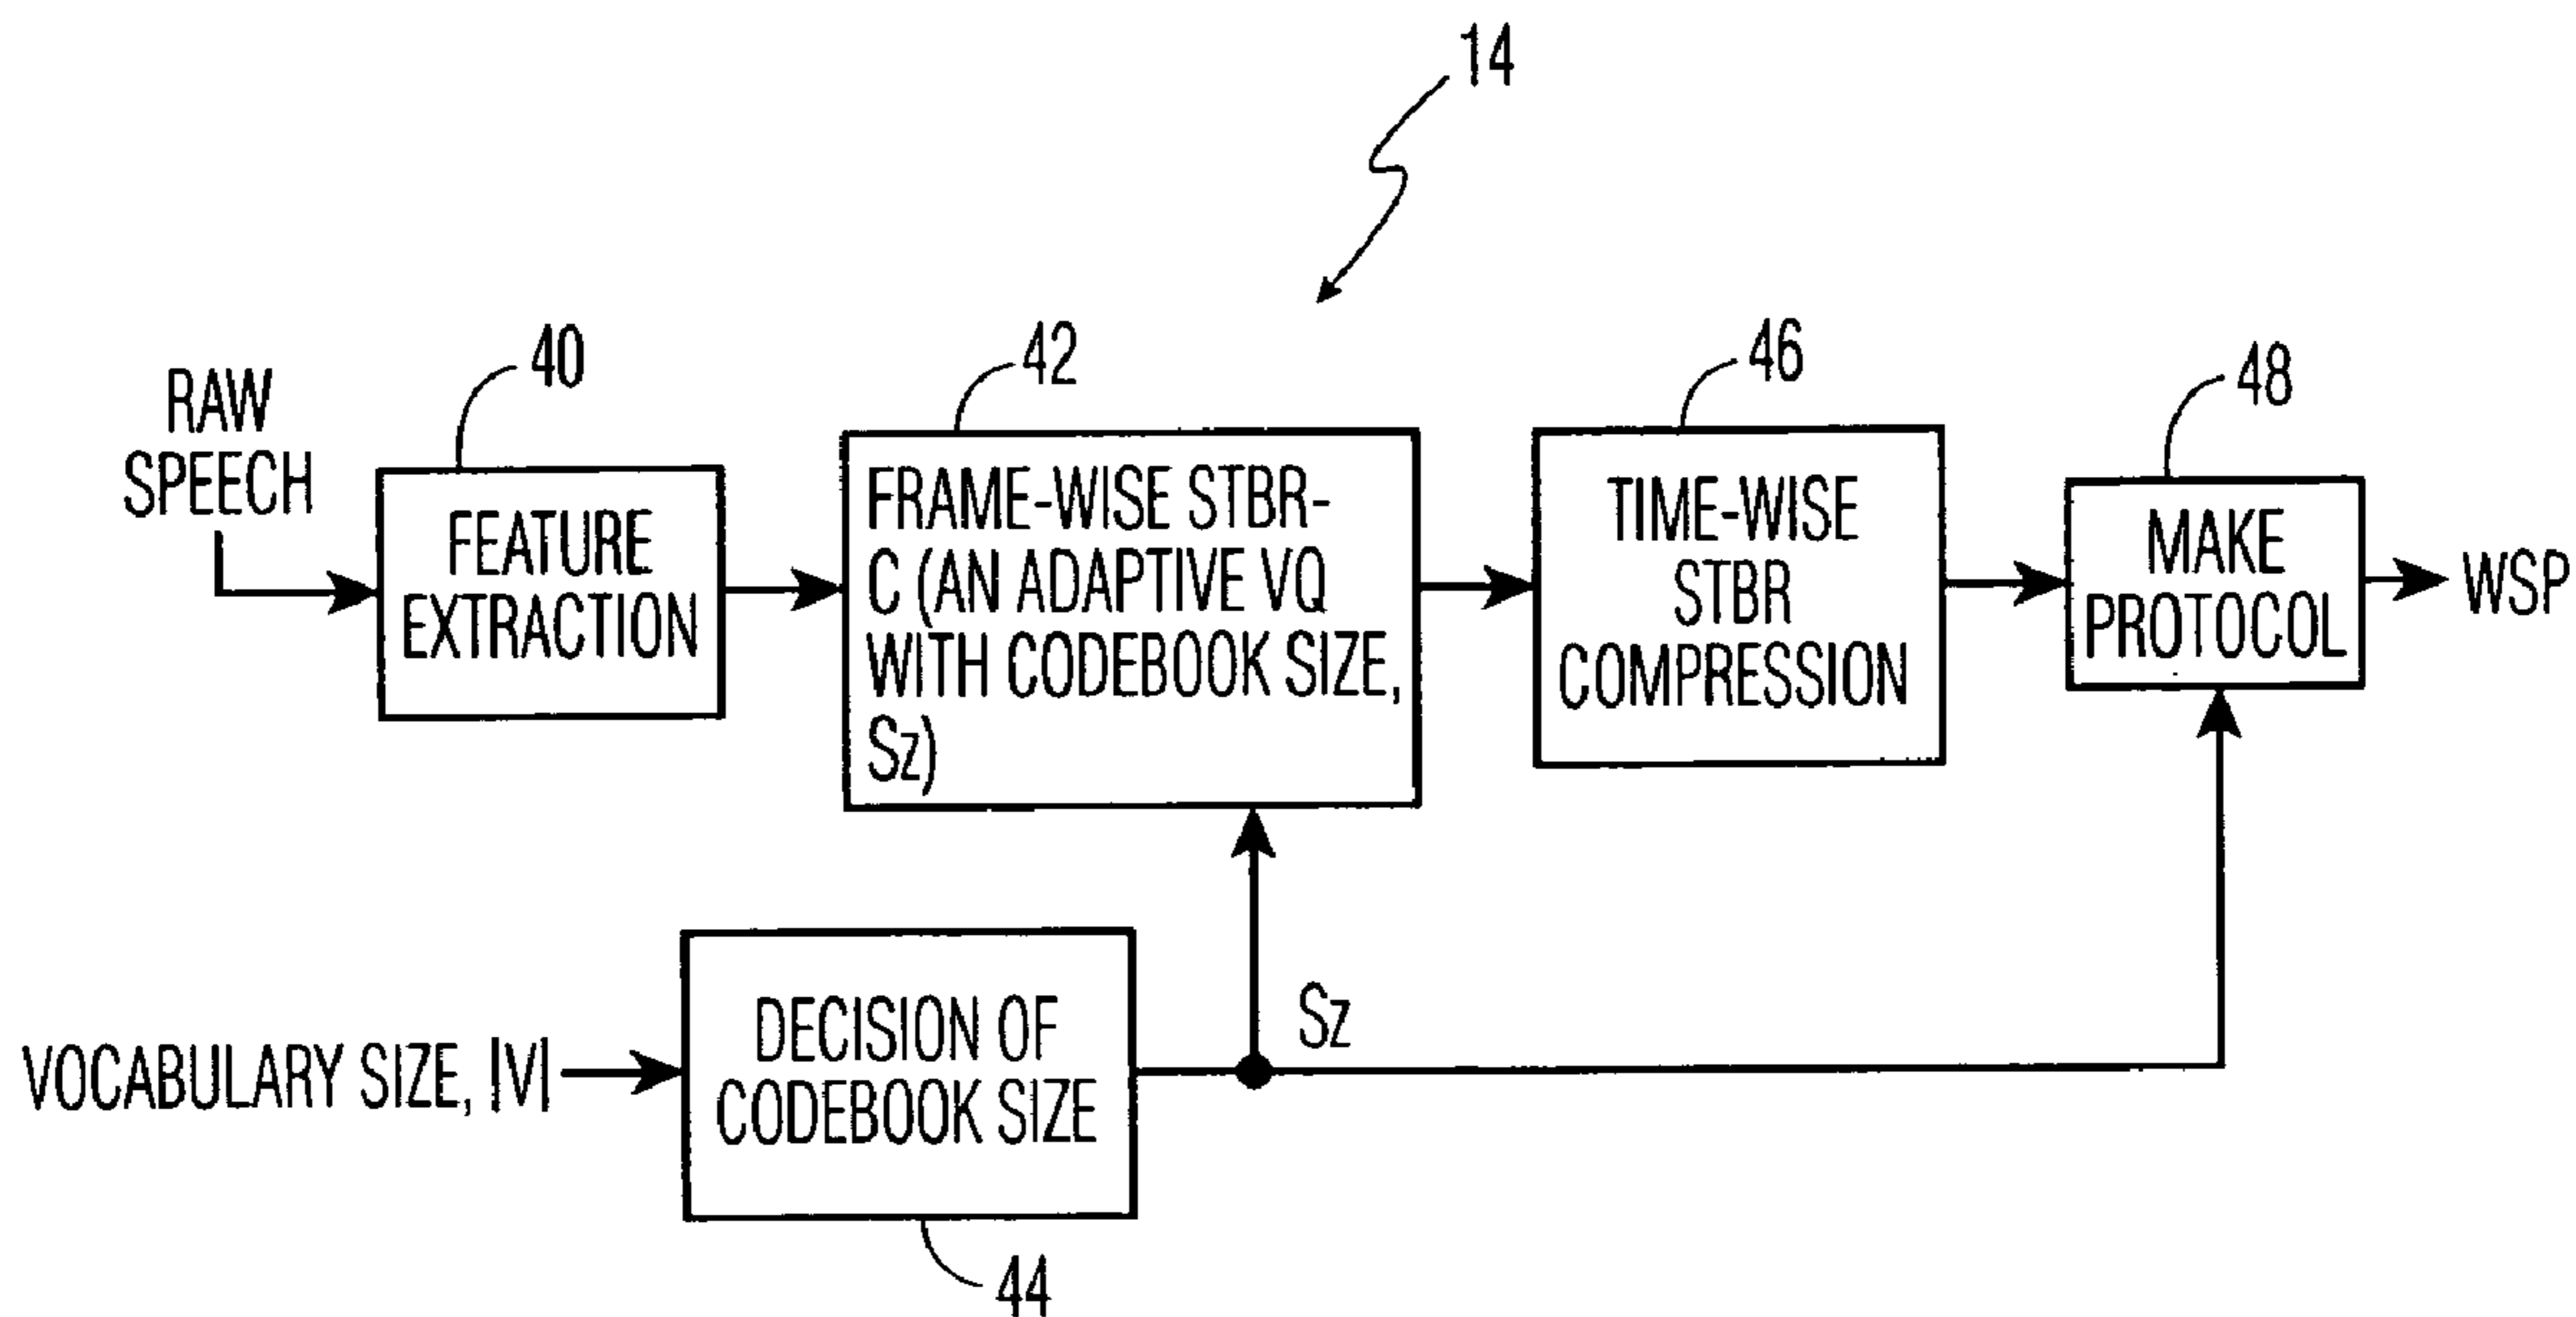 14
40
42
46
48
RAW
SPEECH
FEATURE
EXTRACTION
FRAME-WISE STBR-
C (AN ADAPTIVE VQ
WITH CODEBOOK SIZE,
Sz)
TIME-WISE
STBR
COMPRESSION
MAKE
PROTOCOL
WSP
VOCABULARY SIZE, |V|
DECISION OF
CODEBOOK SIZE
Sz
44